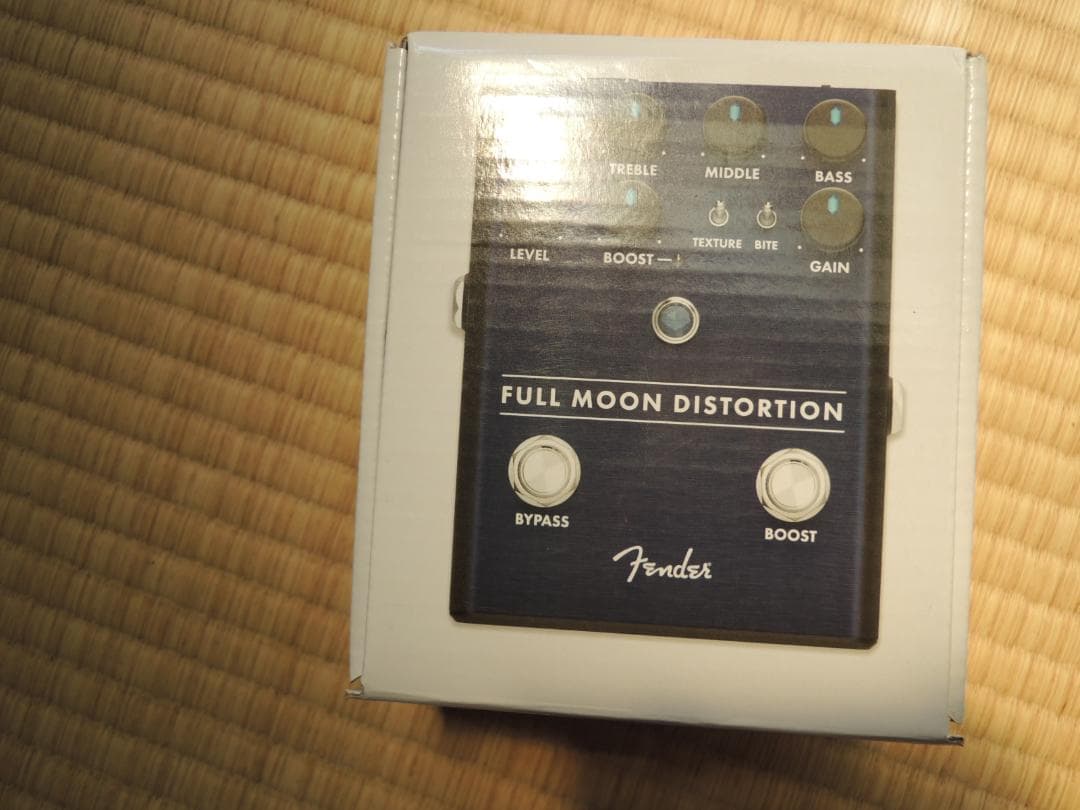 TREBLE MIDDLE BASS
LEVEL BOOST TEXTURE BITE GAIN
FULL MOON DISTORTION
BYPASS BOOST
Fender